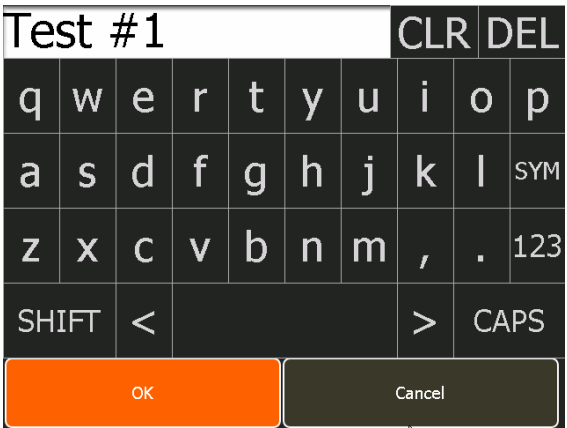 Test #1 CLR DEL
q w e r t y u i o p
a s d f g h j k l SYM
z x c v b n m , . 123
SHIFT < > CAPS
OK Cancel